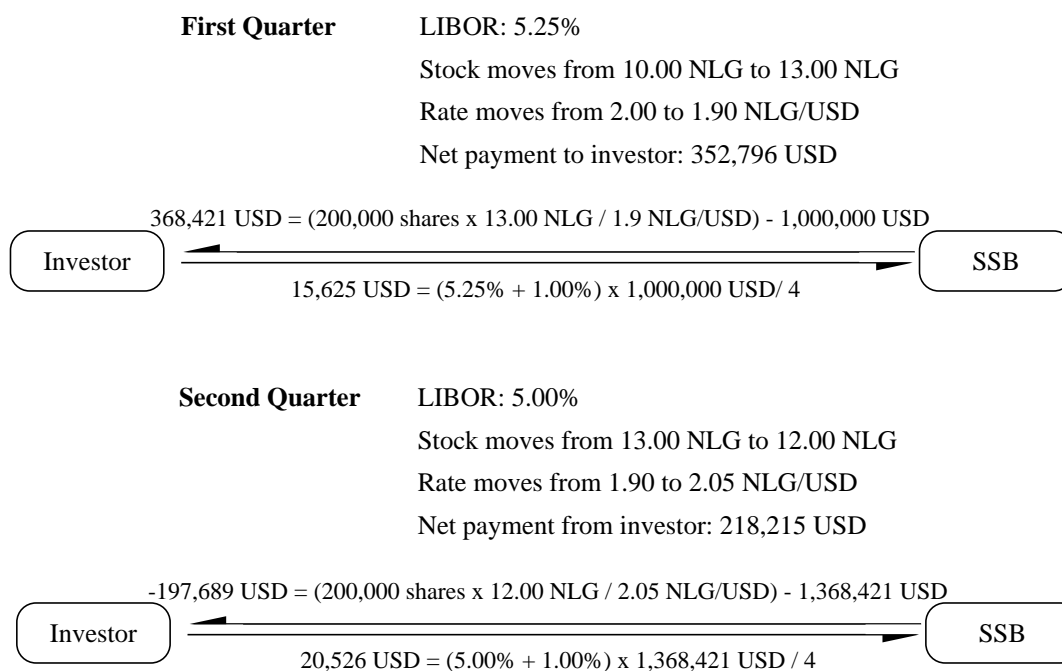 First Quarter LIBOR: 5.25%
Stock moves from 10.00 NLG to 13.00 NLG
Rate moves from 2.00 to 1.90 NLG/USD
Net payment to investor: 352,796 USD
368,421 USD = (200,000 shares x 13.00 NLG / 1.9 NLG/USD) - 1,000,000 USD
Investor SSB
15,625 USD = (5.25% + 1.00%) x 1,000,000 USD/ 4
Second Quarter LIBOR: 5.00%
Stock moves from 13.00 NLG to 12.00 NLG
Rate moves from 1.90 to 2.05 NLG/USD
Net payment from investor: 218,215 USD
-197,689 USD = (200,000 shares x 12.00 NLG / 2.05 NLG/USD) - 1,368,421 USD
Investor SSB
20,526 USD = (5.00% + 1.00%) x 1,368,421 USD / 4